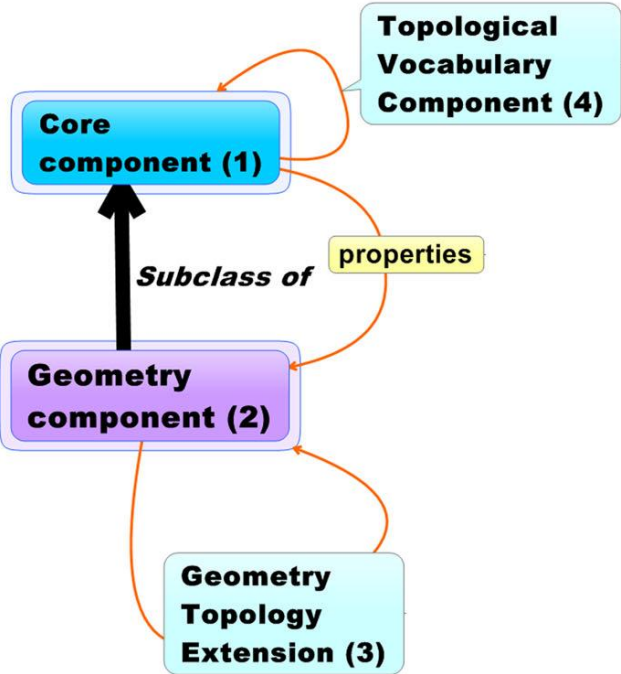 Topological
Vocabulary
Component (4)
Core
component (1)
properties
Subclass of
Geometry
component (2)
Geometry
Topology
Extension (3)